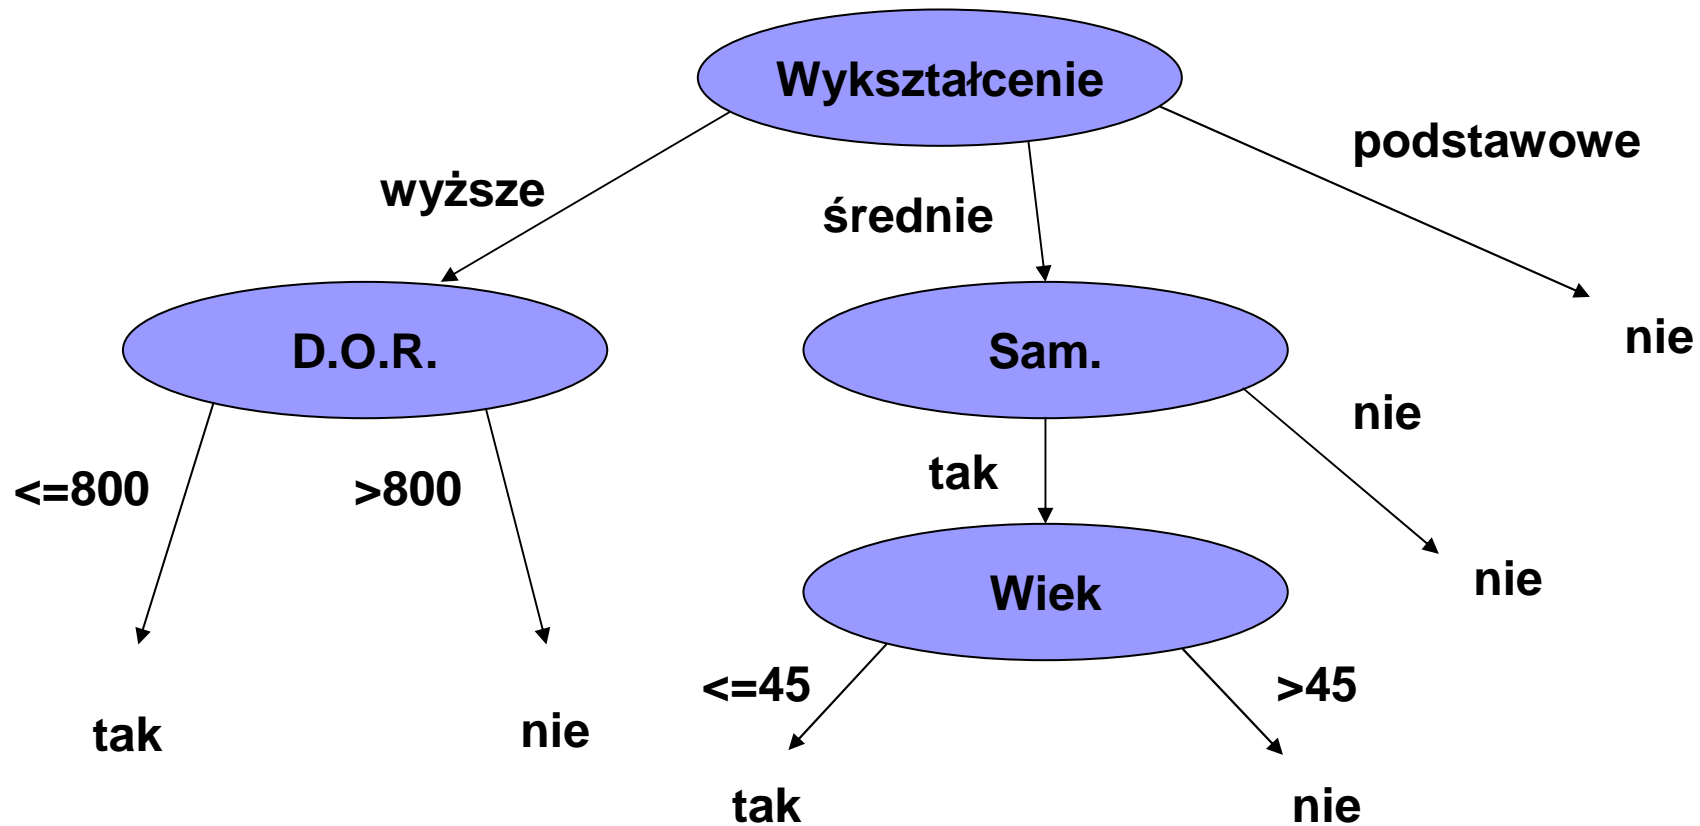 Wykształcenie
podstawowe
wyższe
średnie
D.O.R.
Sam.
nie
nie
<=800
>800
tak
Wiek
nie
<=45
>45
tak
nie
tak
nie